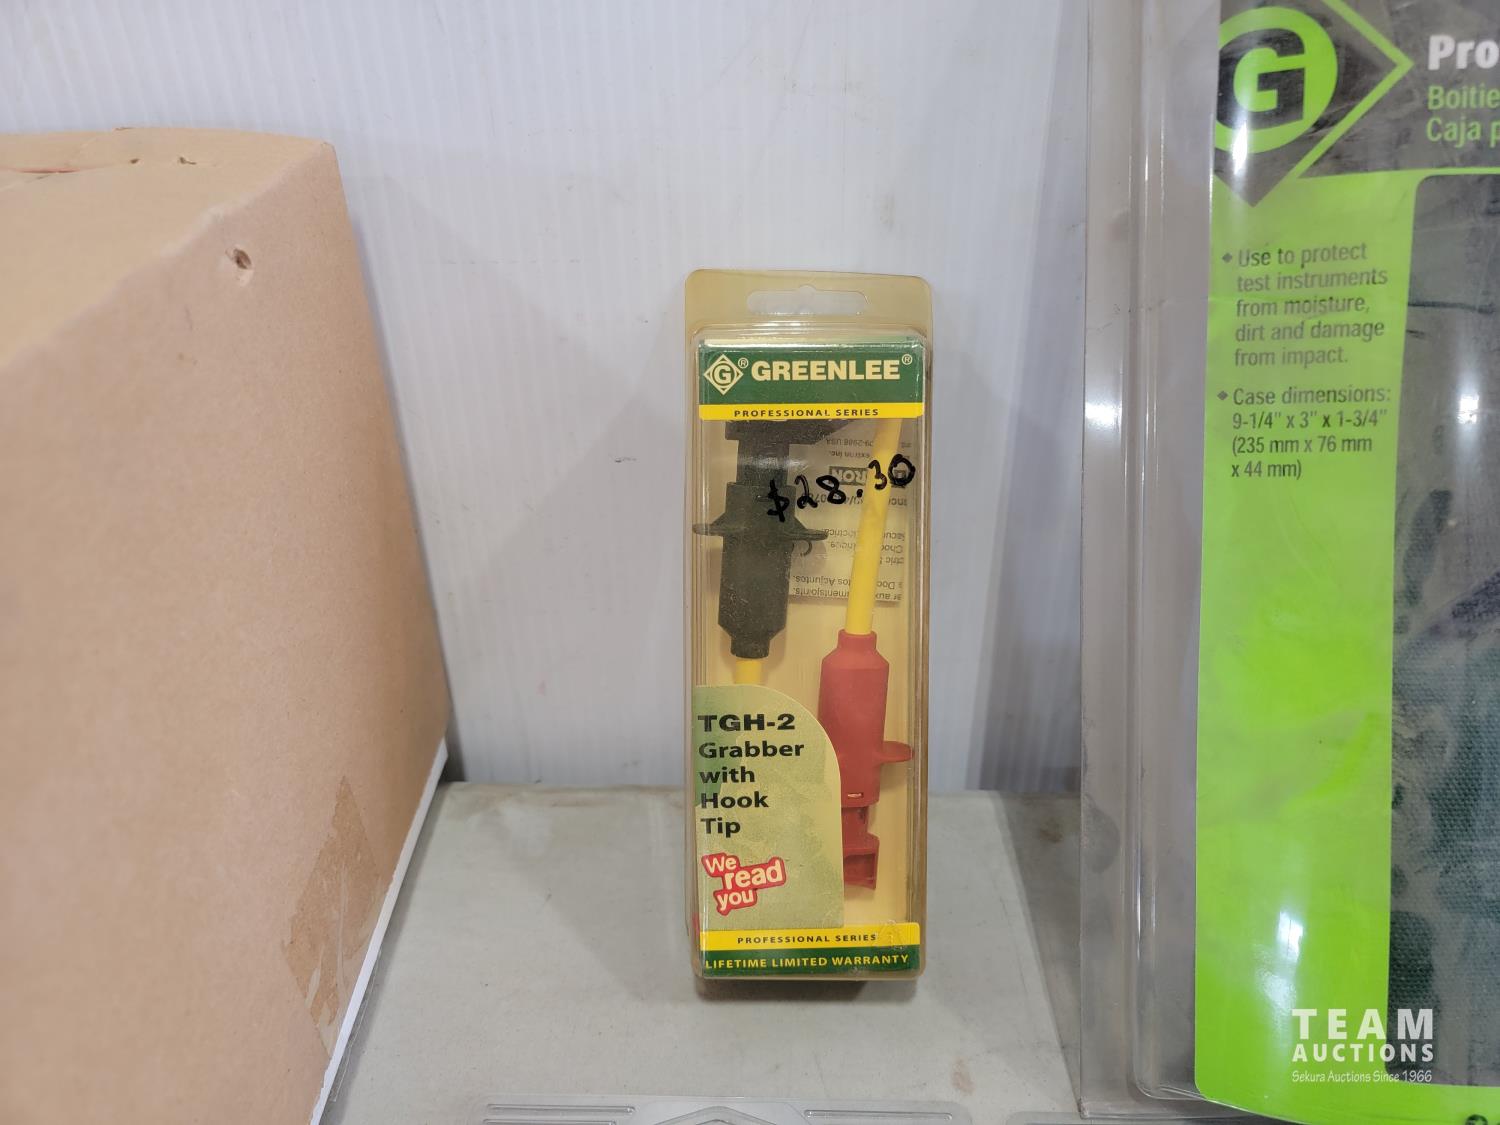 G® GREENLEE®
PROFESSIONAL SERIES
$28.30
TGH-2
Grabber
with
Hook
Tip
We
read
you
PROFESSIONAL SERIES
LIFETIME LIMITED WARRANTY
G
Pro
Boîtie
Caja p
◆ Use to protect
test instruments
from moisture,
dirt and damage
from impact.
◆ Case dimensions:
9-1/4" x 3" x 1-3/4"
(235 mm x 76 mm
x 44 mm)
TEAM
AUCTIONS
Sekura Auctions Since 1966